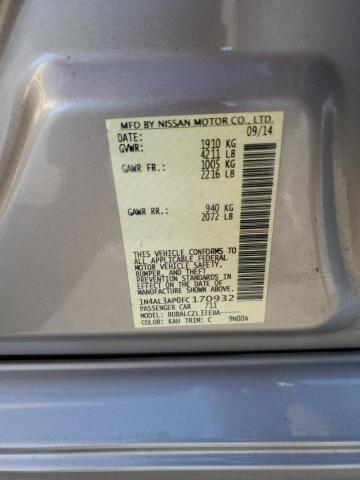 MFD BY NISSAN MOTOR CO., LTD.
DATE: 09/14
GVWR: 1910 KG
4211 LB
GAWR FR: 1005 KG
2216 LB
GAWR RR: 940 KG
2072 LB
THIS VEHICLE CONFORMS TO
ALL APPLICABLE FEDERAL
MOTOR VEHICLE SAFETY,
BUMPER, AND THEFT
PREVENTION STANDARDS IN
EFFECT ON THE DATE OF
MANUFACTURE SHOWN ABOVE.
1N4AL3AP0FC170932
PASSENGER CAR 711
MODEL: BDBALCZL33EUA-----
COLOR: KAH TRIM: C 9N00A